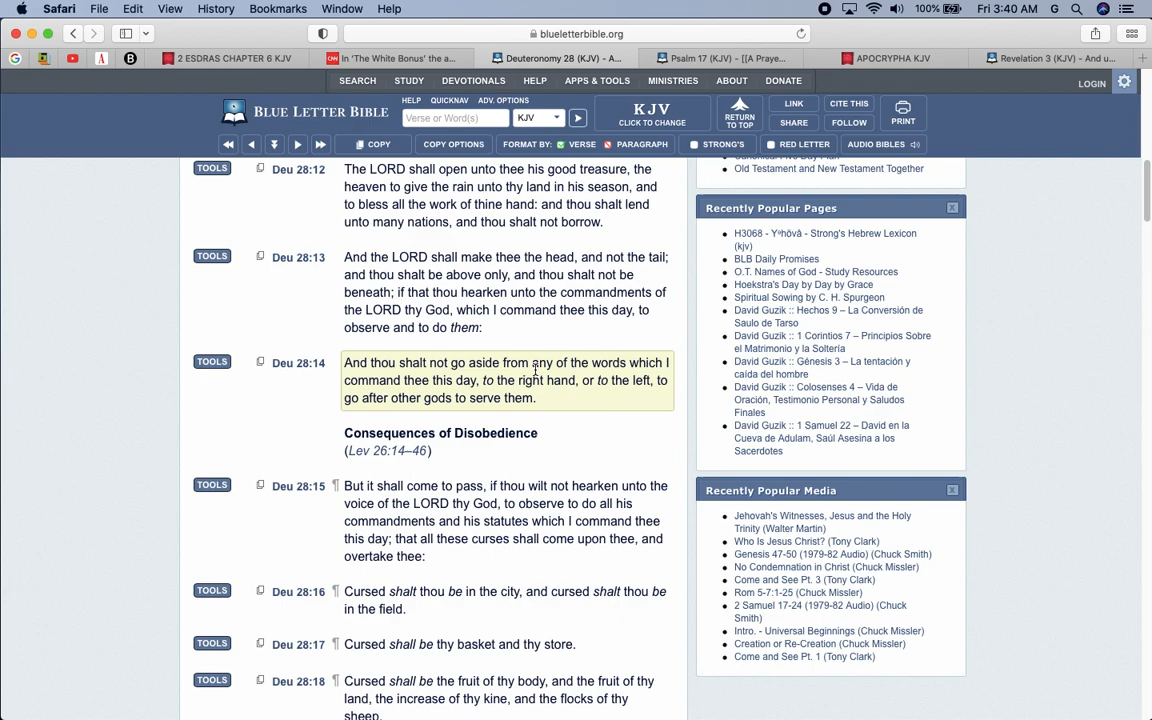 Safari File Edit View History Bookmarks Window Help 100% Fri 3:40 AM G
blueletterbible.org
2 ESDRAS CHAPTER 6 KJV
In 'The White Bonus' the a...
Deuteronomy 28 (KJV) - A...
Psalm 17 (KJV) - [[A Praye...
APOCRYPHA KJV
Revelation 3 (KJV) - And u...
SEARCH STUDY DEVOTIONALS HELP APPS & TOOLS MINISTRIES ABOUT DONATE LOGIN
BLUE LETTER BIBLE
HELP QUICKNAV ADV. OPTIONS
Verse or Word(s) KJV
KJV
CLICK TO CHANGE
RETURN
TO TOP
LINK CITE THIS
SHARE FOLLOW
PRINT
COPY COPY OPTIONS FORMAT BY: VERSE PARAGRAPH STRONG'S RED LETTER AUDIO BIBLES
TOOLS Deu 28:12 The LORD shall open unto thee his good treasure, the
heaven to give the rain unto thy land in his season, and
to bless all the work of thine hand: and thou shalt lend
unto many nations, and thou shalt not borrow.
TOOLS Deu 28:13 And the LORD shall make thee the head, and not the tail;
and thou shalt be above only, and thou shalt not be
beneath; if that thou hearken unto the commandments of
the LORD thy God, which I command thee this day, to
observe and to do them:
TOOLS Deu 28:14 And thou shalt not go aside from any of the words which I
command thee this day, to the right hand, or to the left, to
go after other gods to serve them.
Consequences of Disobedience
(Lev 26:14–46)
TOOLS Deu 28:15 ¶ But it shall come to pass, if thou wilt not hearken unto the
voice of the LORD thy God, to observe to do all his
commandments and his statutes which I command thee
this day; that all these curses shall come upon thee, and
overtake thee:
TOOLS Deu 28:16 ¶ Cursed shalt thou be in the city, and cursed shalt thou be
in the field.
TOOLS Deu 28:17 ¶ Cursed shall be thy basket and thy store.
TOOLS Deu 28:18 ¶ Cursed shall be the fruit of thy body, and the fruit of thy
land, the increase of thy kine, and the flocks of thy
sheep.
Old Testament and New Testament Together
Recently Popular Pages
H3068 - Yᵊhōvâ - Strong's Hebrew Lexicon
(kjv)
BLB Daily Promises
O.T. Names of God - Study Resources
Hoekstra's Day by Day by Grace
Spiritual Sowing by C. H. Spurgeon
David Guzik :: Hechos 9 – La Conversión de
Saulo de Tarso
David Guzik :: 1 Corintios 7 – Principios Sobre
el Matrimonio y la Soltería
David Guzik :: Génesis 3 – La tentación y
caída del hombre
David Guzik :: Colosenses 4 – Vida de
Oración, Testimonio Personal y Saludos
Finales
David Guzik :: 1 Samuel 22 – David en la
Cueva de Adulam, Saúl Asesina a los
Sacerdotes
Recently Popular Media
Jehovah's Witnesses, Jesus and the Holy
Trinity (Walter Martin)
Who Is Jesus Christ? (Tony Clark)
Genesis 47-50 (1979-82 Audio) (Chuck Smith)
No Condemnation in Christ (Chuck Missler)
Come and See Pt. 3 (Tony Clark)
Rom 5-7:1-25 (Chuck Missler)
2 Samuel 17-24 (1979-82 Audio) (Chuck
Smith)
Intro. - Universal Beginnings (Chuck Missler)
Creation or Re-Creation (Chuck Missler)
Come and See Pt. 1 (Tony Clark)